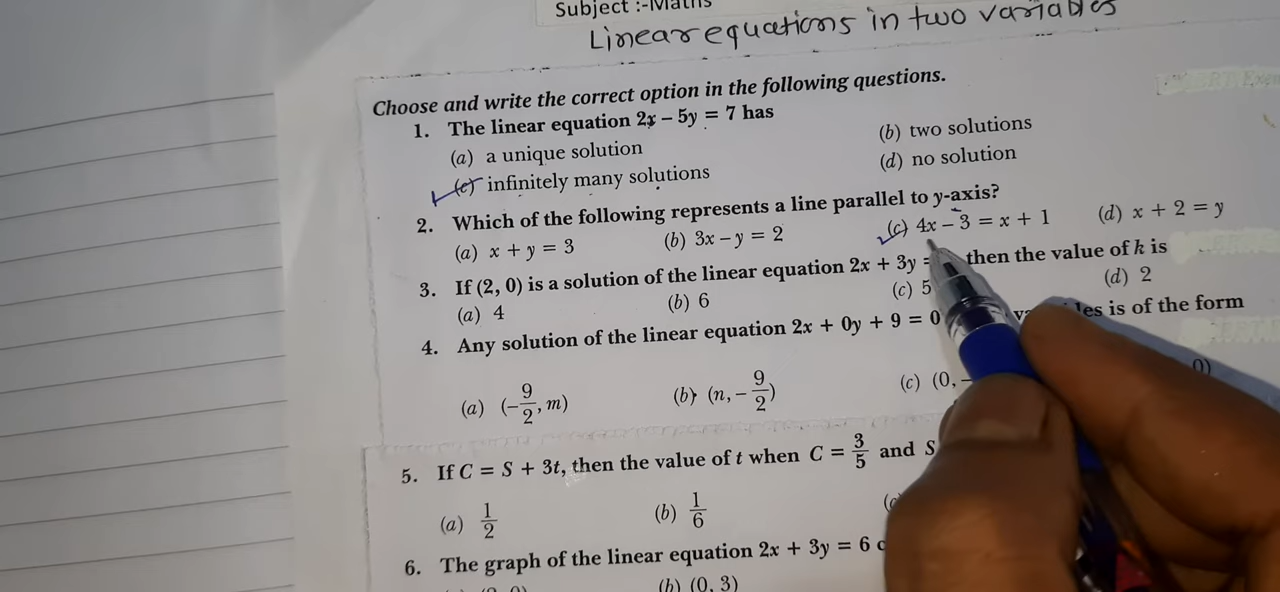 Subject :-Maths
Linear equations in two variables
Choose and write the correct option in the following questions.
1. The linear equation 2x – 5y = 7 has
(a) a unique solution (b) two solutions
(c) infinitely many solutions (d) no solution
2. Which of the following represents a line parallel to y-axis?
(a) x + y = 3 (b) 3x – y = 2 (c) 4x – 3 = x + 1 (d) x + 2 = y
3. If (2, 0) is a solution of the linear equation 2x + 3y = then the value of k is
(a) 4 (b) 6 (c) 5 (d) 2
4. Any solution of the linear equation 2x + 0y + 9 = 0 is of the form
(a) (–9/2, m) (b) (n, –9/2) (c) (0, – 0)
5. If C = S + 3t, then the value of t when C = 3/5 and S
(a) 1/2 (b) 1/6
6. The graph of the linear equation 2x + 3y = 6
(b) (0, 3)